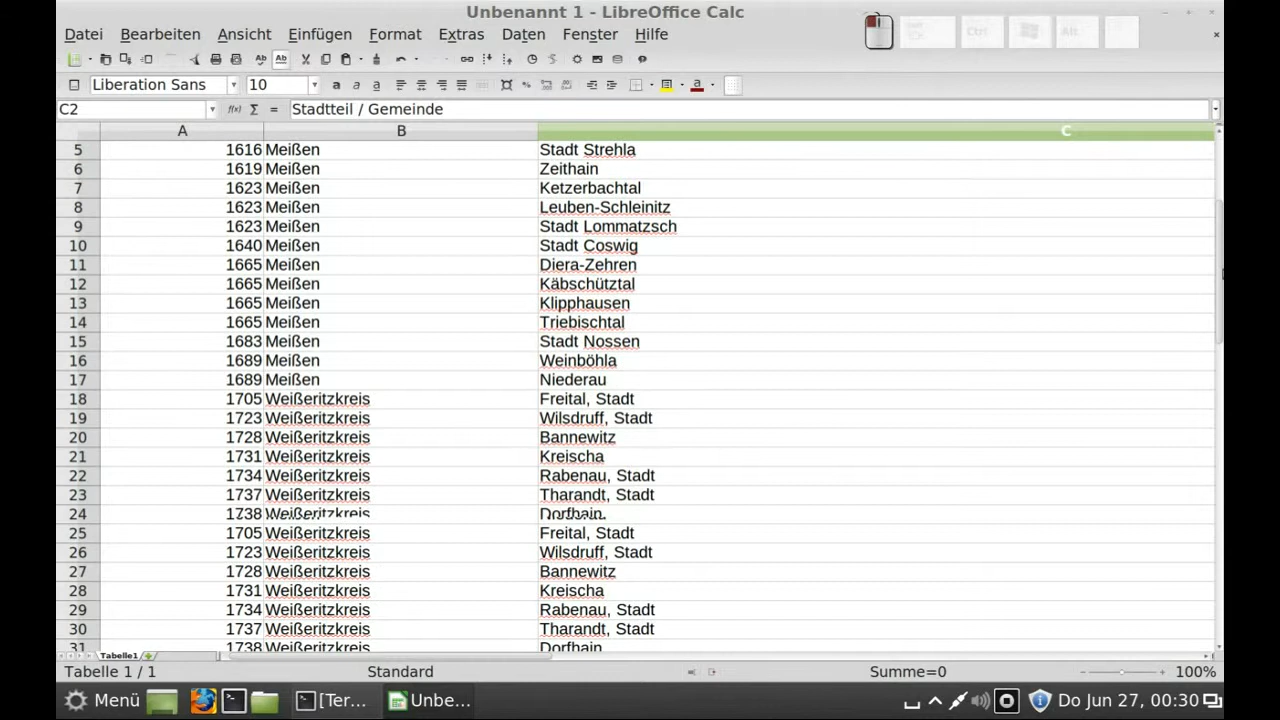 Unbenannt 1 - LibreOffice Calc
Datei Bearbeiten Ansicht Einfügen Format Extras Daten Fenster Hilfe
Liberation Sans 10
C2 Stadtteil / Gemeinde
A B C
5 1616 Meißen Stadt Strehla
6 1619 Meißen Zeithain
7 1623 Meißen Ketzerbachtal
8 1623 Meißen Leuben-Schleinitz
9 1623 Meißen Stadt Lommatzsch
10 1640 Meißen Stadt Coswig
11 1665 Meißen Diera-Zehren
12 1665 Meißen Käbschütztal
13 1665 Meißen Klipphausen
14 1665 Meißen Triebischtal
15 1683 Meißen Stadt Nossen
16 1689 Meißen Weinböhla
17 1689 Meißen Niederau
18 1705 Weißeritzkreis Freital, Stadt
19 1723 Weißeritzkreis Wilsdruff, Stadt
20 1728 Weißeritzkreis Bannewitz
21 1731 Weißeritzkreis Kreischa
22 1734 Weißeritzkreis Rabenau, Stadt
23 1737 Weißeritzkreis Tharandt, Stadt
24 1738 Weißeritzkreis Dorfhain
25 1705 Weißeritzkreis Freital, Stadt
26 1723 Weißeritzkreis Wilsdruff, Stadt
27 1728 Weißeritzkreis Bannewitz
28 1731 Weißeritzkreis Kreischa
29 1734 Weißeritzkreis Rabenau, Stadt
30 1737 Weißeritzkreis Tharandt, Stadt
31 1738 Weißeritzkreis Dorfhain
Tabelle1
Tabelle 1 / 1 Standard Summe=0 100%
Menü [Ter... Unbe... Do Jun 27, 00:30